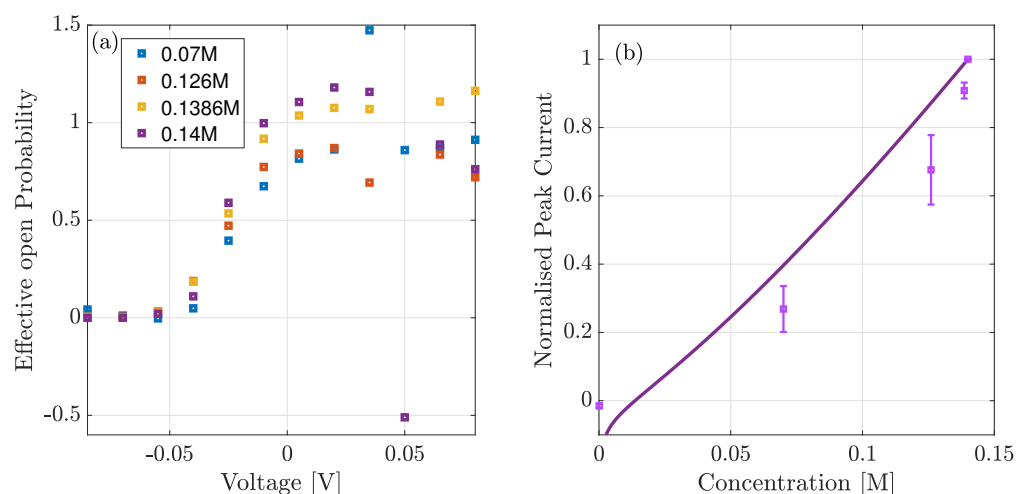 (a)
0.07M
0.126M
0.1386M
0.14M
1.5
1
0.5
0
-0.5
-0.05
0
0.05
Effective open Probability
Voltage [V]
(b)
1
0.8
0.6
0.4
0.2
0
0
0.05
0.1
0.15
Normalised Peak Current
Concentration [M]